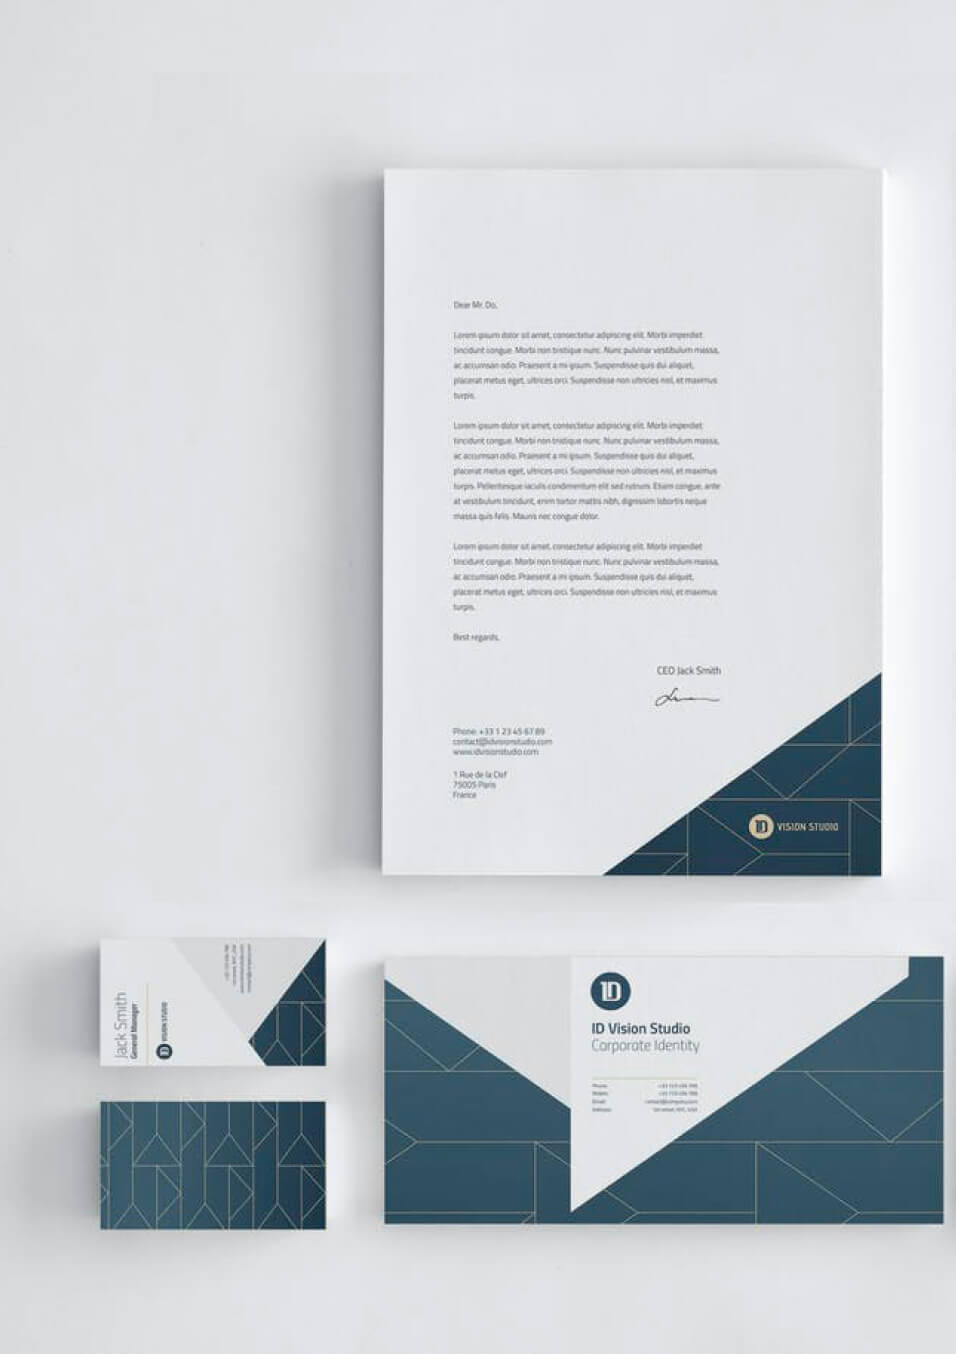 Dear Mr. Do,
Lorem ipsum dolor sit amet, consectetur adipiscing elit. Morbi imperdiet
tincidunt congue. Morbi non tristique nunc. Nunc pulvinar vestibulum massa,
ac accumsan odio. Praesent a mi ipsum. Suspendisse quis dui aliquet,
placerat metus eget, ultrices orci. Suspendisse non ultricies nisl, et maximus
turpis.
Lorem ipsum dolor sit amet, consectetur adipiscing elit. Morbi imperdiet
tincidunt congue. Morbi non tristique nunc. Nunc pulvinar vestibulum massa,
ac accumsan odio. Praesent a mi ipsum. Suspendisse quis dui aliquet,
placerat metus eget, ultrices orci. Suspendisse non ultricies nisl, et maximus
turpis. Pellentesque iaculis condimentum elit sed rutrum. Etiam congue, ante
at vestibulum tincidunt, enim tortor mattis nibh, dignissim lobortis neque
massa quis felis. Mauris nec congue dolor.
Lorem ipsum dolor sit amet, consectetur adipiscing elit. Morbi imperdiet
tincidunt congue. Morbi non tristique nunc. Nunc pulvinar vestibulum massa,
ac accumsan odio. Praesent a mi ipsum. Suspendisse quis dui aliquet,
placerat metus eget, ultrices orci. Suspendisse non ultricies nisl, et maximus
turpis.
Best regards,
CEO Jack Smith
Phone: +33 1 23 45 67 89
contact@idvisionstudio.com
www.idvisionstudio.com
1 Rue de la Clef
75005 Paris
France
ID VISION STUDIO
Jack Smith
General Manager
ID VISION STUDIO
ID
ID Vision Studio
Corporate Identity
Phone:
Mobile:
Email: contact@company.com
Address: